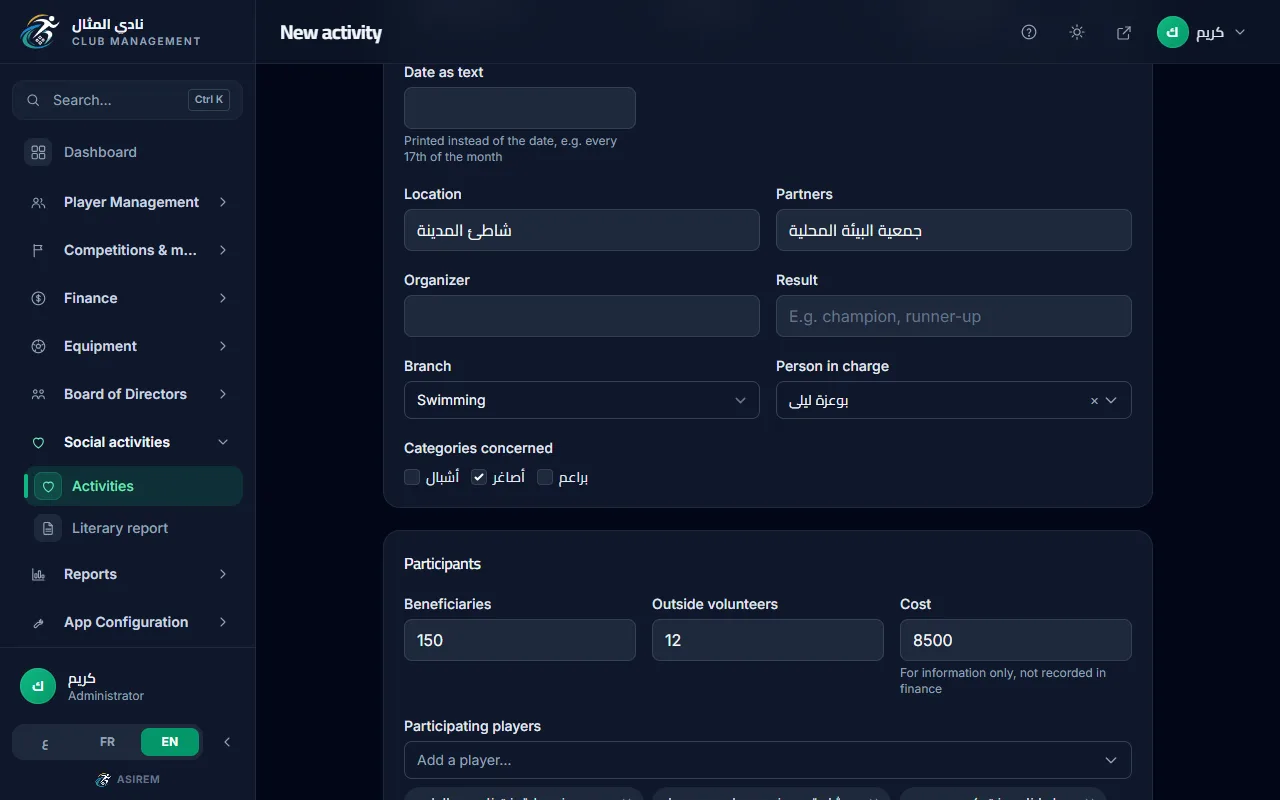 نادي المثال
CLUB MANAGEMENT
New activity
ك
كريم
Search...
Ctrl K
Dashboard
Player Management
Competitions & m...
Finance
Equipment
Board of Directors
Social activities
Activities
Literary report
Reports
App Configuration
ك
كريم
Administrator
ع
FR
EN
ASIREM
Date as text
Printed instead of the date, e.g. every
17th of the month
Location
Partners
شاطئ المدينة
جمعية البيئة المحلية
Organizer
Result
E.g. champion, runner-up
Branch
Person in charge
Swimming
بوعزة ليلى
×
Categories concerned
أشبال
أصاغر
براعم
Participants
Beneficiaries
Outside volunteers
Cost
150
12
8500
For information only, not recorded in
finance
Participating players
Add a player...